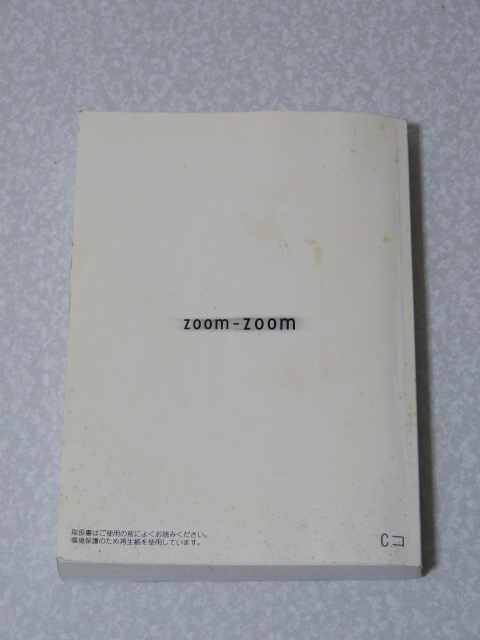 zoom-zoom
取扱書はご使用の前によくお読みください。
環境保護のため再生紙を使用しています。
Cコ